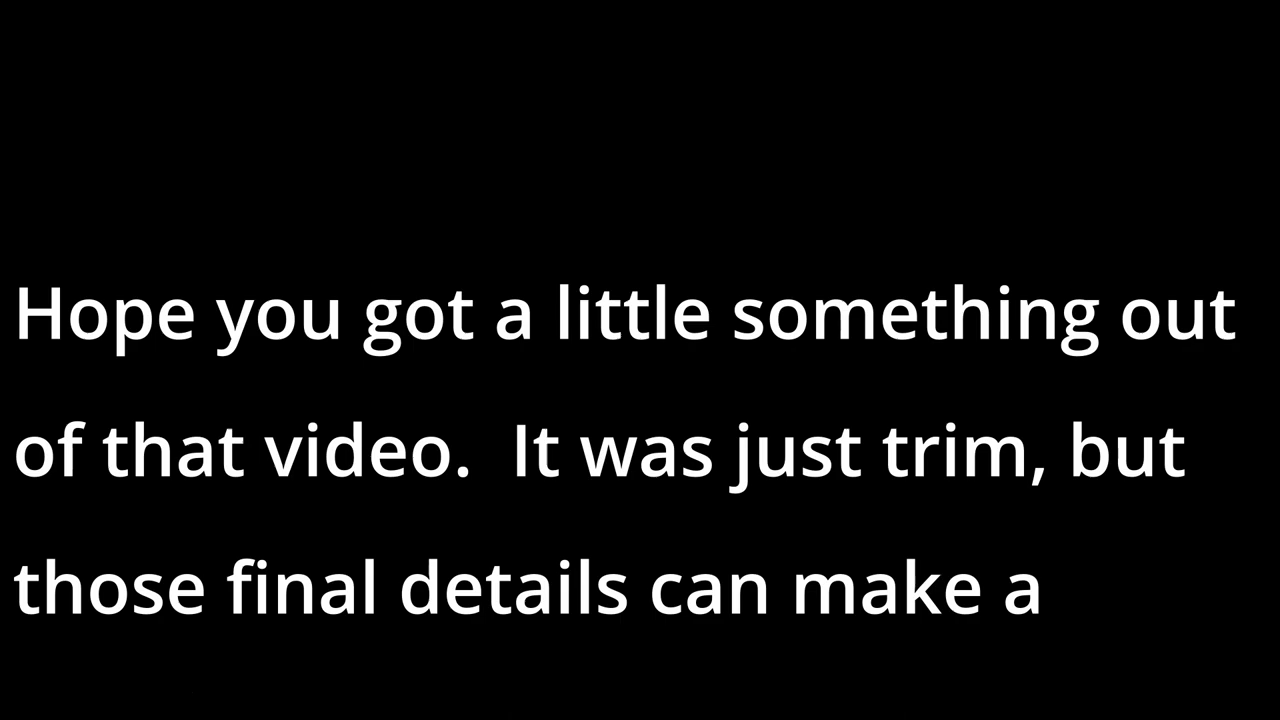 Hope you got a little something out
of that video.  It was just trim, but
those final details can make a